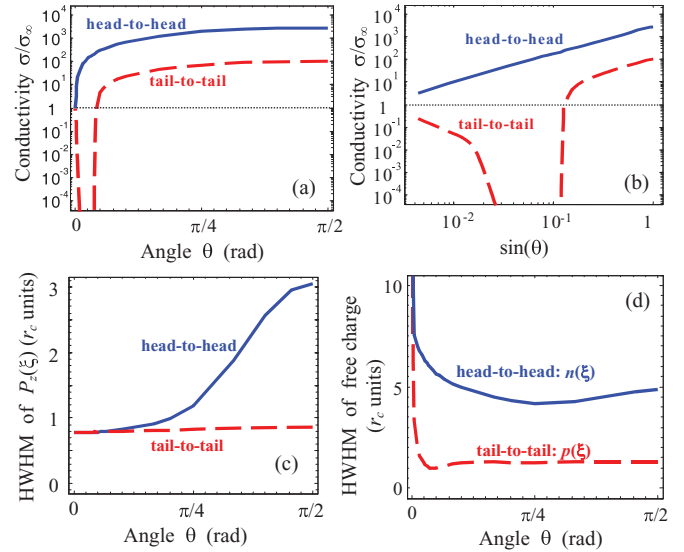 Conductivity σ/σ∞
10⁴
10³
10²
10
1
10⁻¹
10⁻²
10⁻³
10⁻⁴
head-to-head
tail-to-tail
(a)
0
π/4
π/2
Angle θ (rad)
Conductivity σ/σ∞
10⁴
10³
10²
10
1
10⁻¹
10⁻²
10⁻³
10⁻⁴
head-to-head
tail-to-tail
(b)
10⁻²
10⁻¹
1
sin(θ)
HWHM of P_z(ξ) (r_c units)
3
2
1
0
head-to-head
tail-to-tail
(c)
0
π/4
π/2
Angle θ (rad)
HWHM of free charge
(r_c units)
10
5
0
(d)
head-to-head: n(ξ)
tail-to-tail: p(ξ)
0
π/4
π/2
Angle θ (rad)